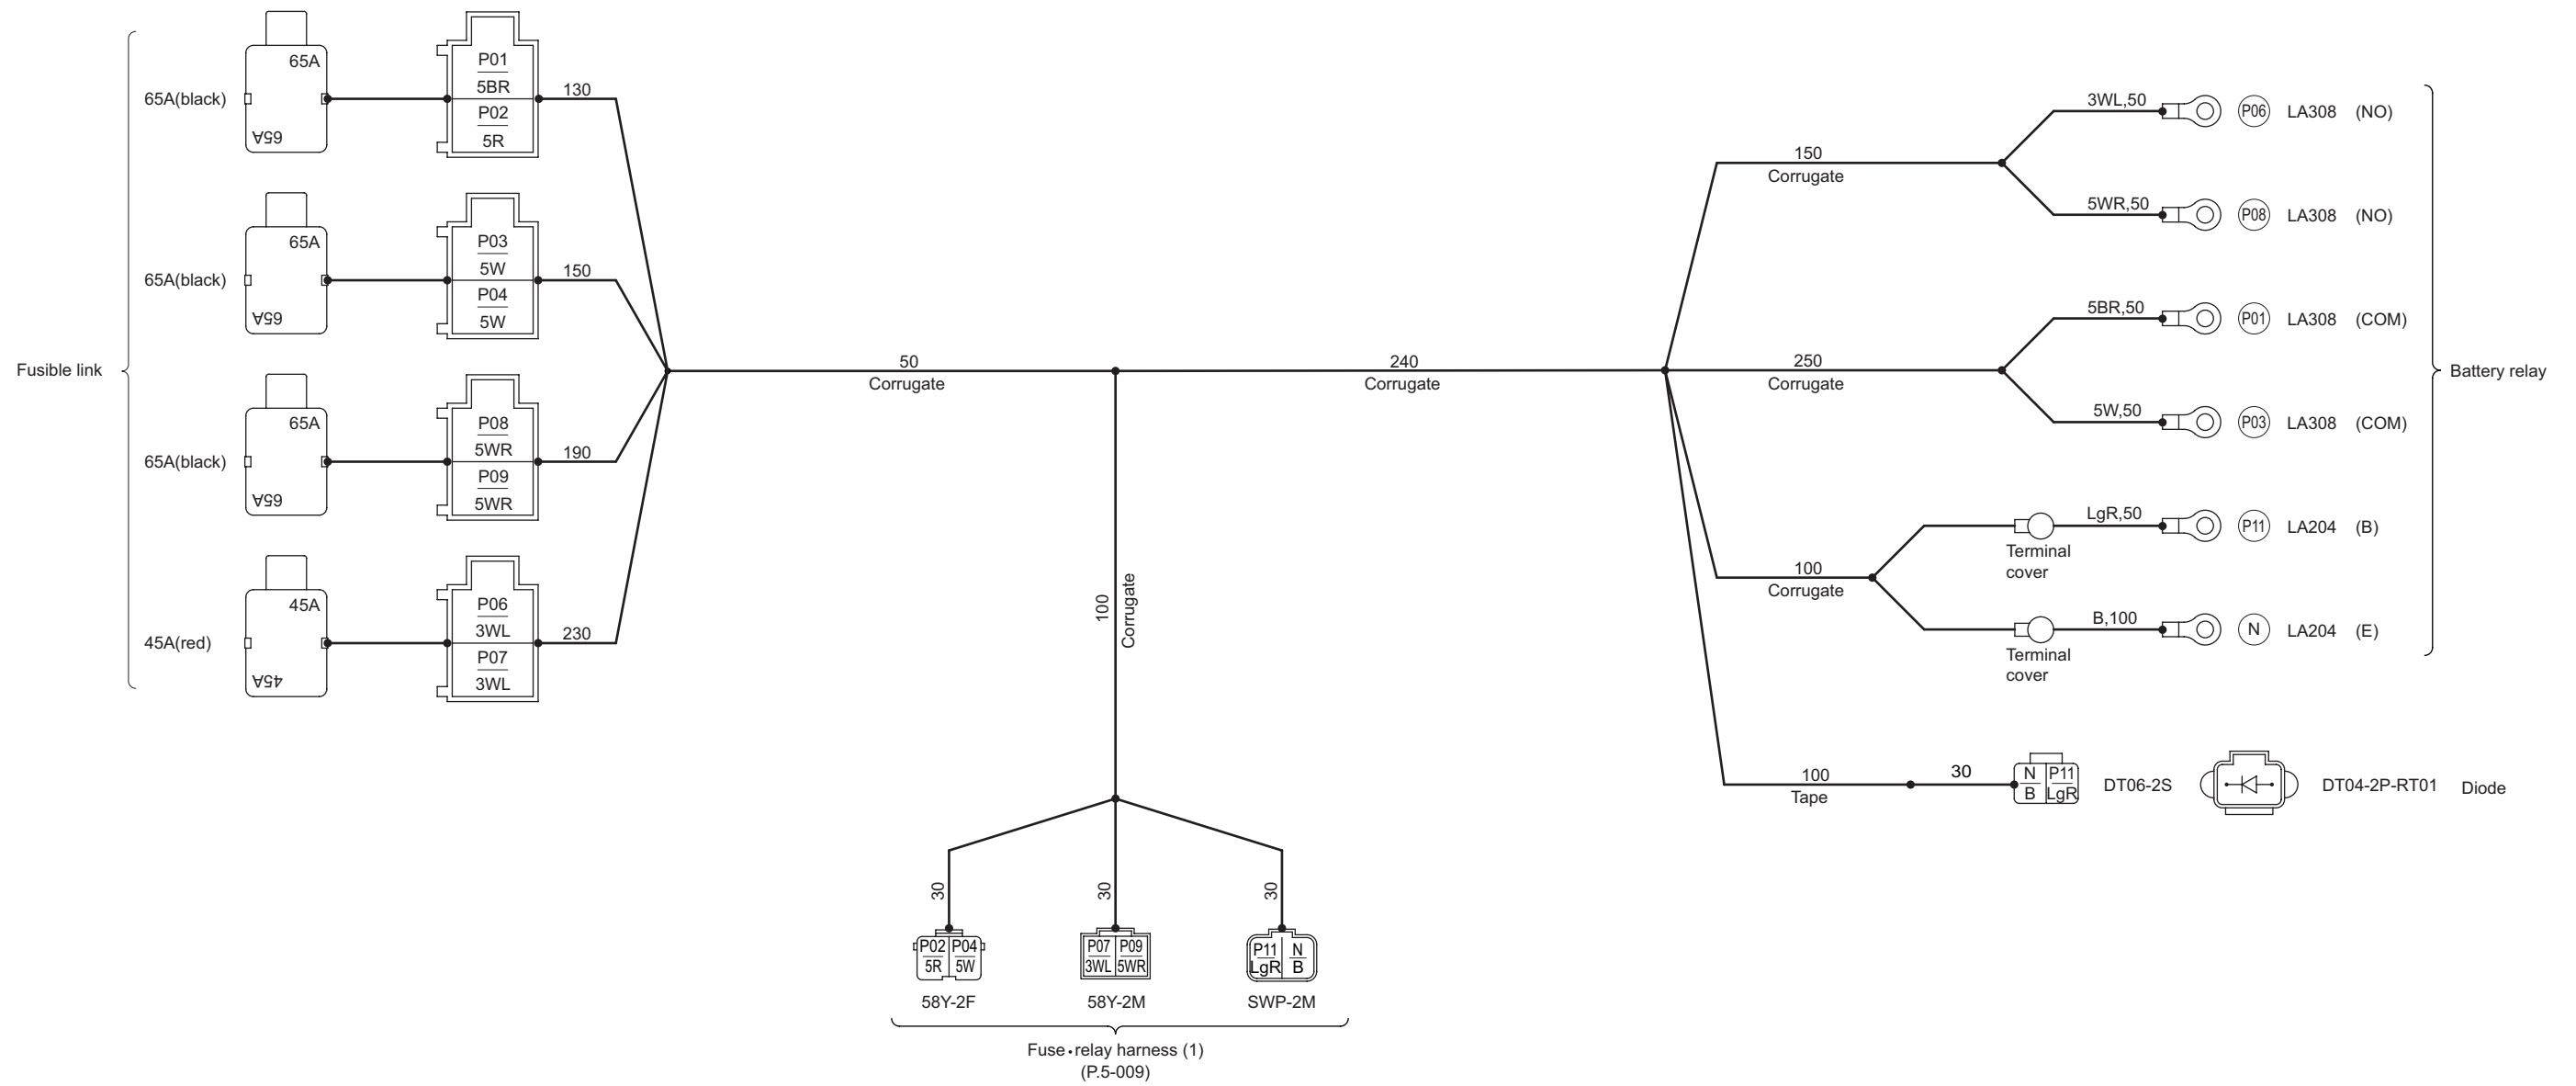 Fusible link
65A(black)
65A
65A
P01
5BR
P02
5R
130
65A(black)
65A
65A
P03
5W
P04
5W
150
65A(black)
65A
65A
P08
5WR
P09
5WR
190
45A(red)
45A
45A
P06
3WL
P07
3WL
230
50
Corrugate
240
Corrugate
100
Corrugate
30
30
30
P02 P04
5R 5W
58Y-2F
P07 P09
3WL 5WR
58Y-2M
P11 N
LgR B
SWP-2M
Fuse•relay harness (1)
(P.5-009)
150
Corrugate
3WL,50
P06 LA308 (NO)
5WR,50
P08 LA308 (NO)
250
Corrugate
5BR,50
P01 LA308 (COM)
5W,50
P03 LA308 (COM)
100
Corrugate
Terminal
cover
LgR,50
P11 LA204 (B)
Terminal
cover
B,100
N LA204 (E)
Battery relay
100
Tape
30
N P11
B LgR
DT06-2S
DT04-2P-RT01
Diode